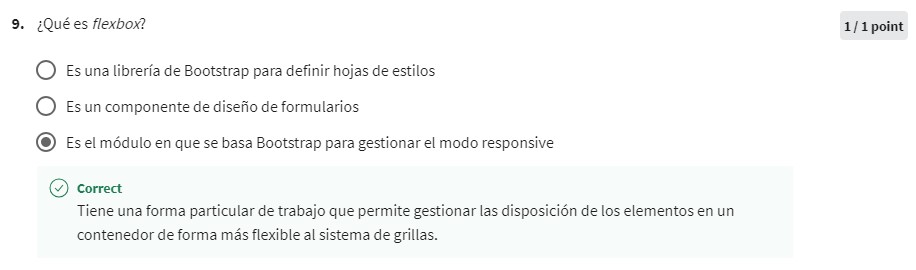 9. ¿Qué es flexbox?
1 / 1 point
Es una librería de Bootstrap para definir hojas de estilos
Es un componente de diseño de formularios
Es el módulo en que se basa Bootstrap para gestionar el modo responsive
Correct
Tiene una forma particular de trabajo que permite gestionar las disposición de los elementos en un
contenedor de forma más flexible al sistema de grillas.